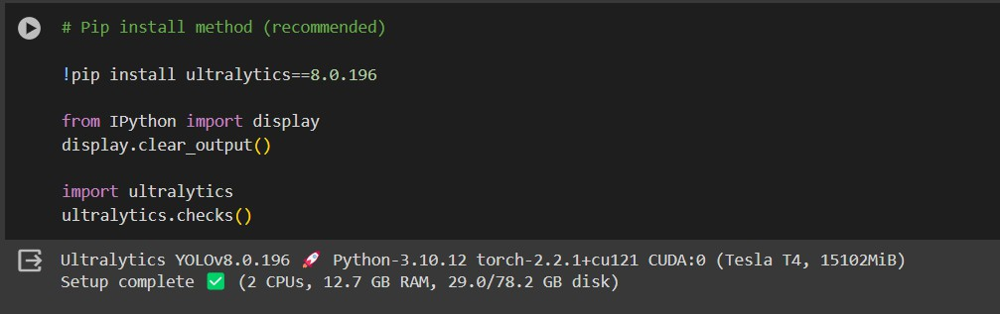 # Pip install method (recommended)
!pip install ultralytics==8.0.196
from IPython import display
display.clear_output()
import ultralytics
ultralytics.checks()
Ultralytics YOLOv8.0.196 🚀 Python-3.10.12 torch-2.2.1+cu121 CUDA:0 (Tesla T4, 15102MiB)
Setup complete ✅ (2 CPUs, 12.7 GB RAM, 29.0/78.2 GB disk)